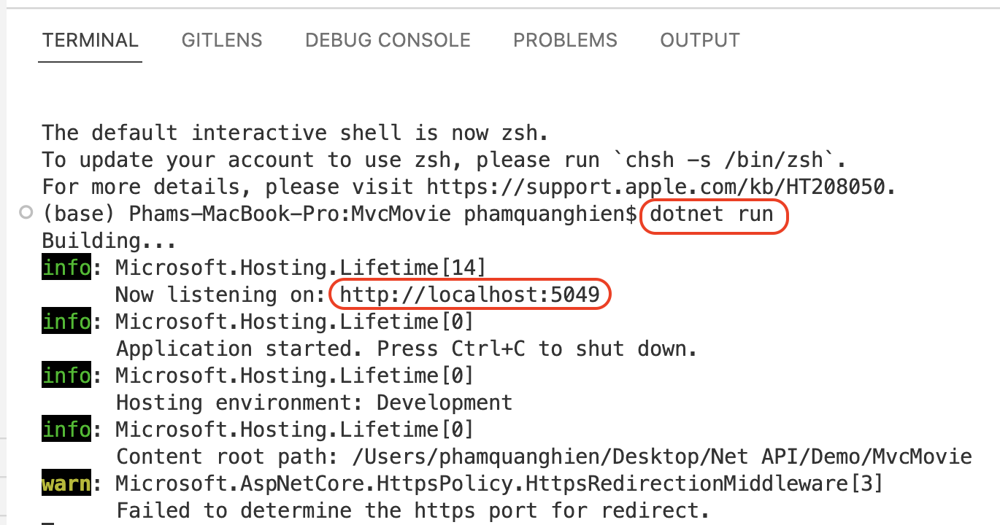 TERMINAL GITLENS DEBUG CONSOLE PROBLEMS OUTPUT
The default interactive shell is now zsh.
To update your account to use zsh, please run `chsh -s /bin/zsh`.
For more details, please visit https://support.apple.com/kb/HT208050.
(base) Phams-MacBook-Pro:MvcMovie phamquanghien$ dotnet run
Building...
info: Microsoft.Hosting.Lifetime[14]
Now listening on: http://localhost:5049
info: Microsoft.Hosting.Lifetime[0]
Application started. Press Ctrl+C to shut down.
info: Microsoft.Hosting.Lifetime[0]
Hosting environment: Development
info: Microsoft.Hosting.Lifetime[0]
Content root path: /Users/phamquanghien/Desktop/Net API/Demo/MvcMovie
warn: Microsoft.AspNetCore.HttpsPolicy.HttpsRedirectionMiddleware[3]
Failed to determine the https port for redirect.